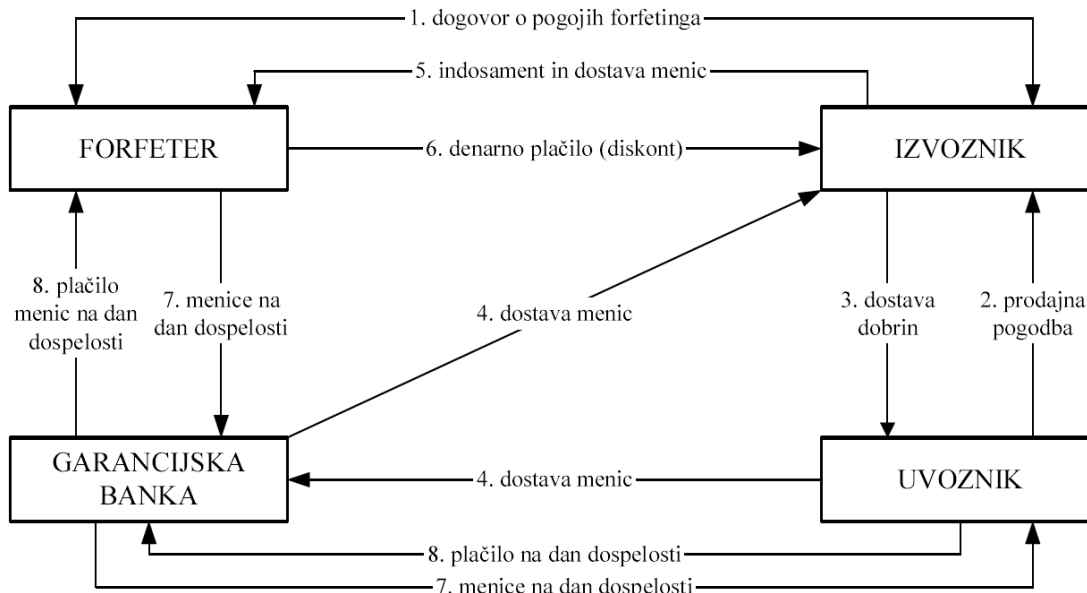 1. dogovor o pogojih forfetinga
5. indosament in dostava menic
FORFETER
6. denarno plačilo (diskont)
IZVOZNIK
8. plačilo
menic na dan
dospelosti
7. menice na
dan dospelosti
4. dostava menic
3. dostava
dobrin
2. prodajna
pogodba
GARANCIJSKA
BANKA
4. dostava menic
UVOZNIK
8. plačilo na dan dospelosti
7. menice na dan dospelosti